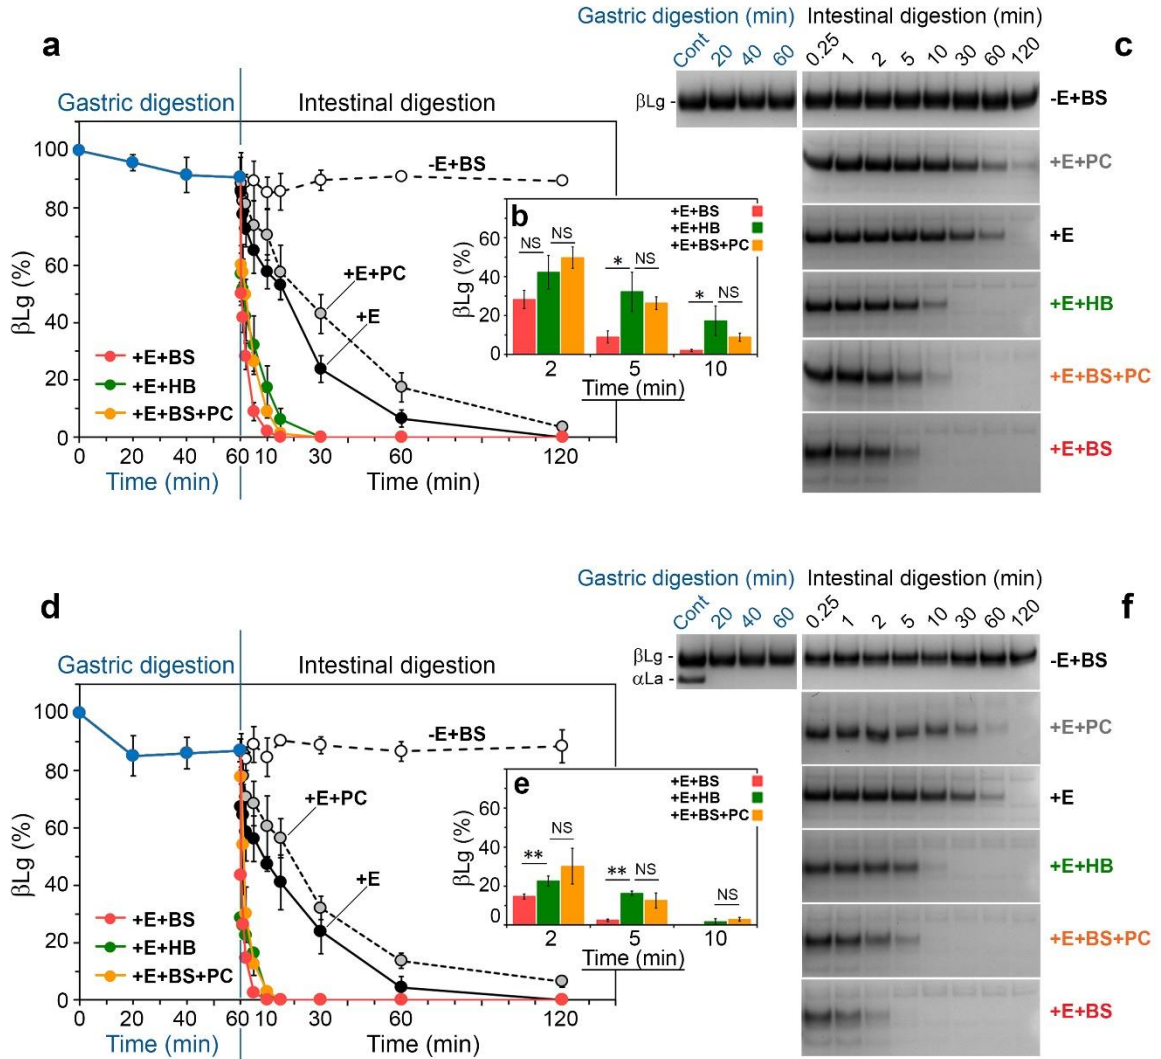 a
Gastric digestion
Intestinal digestion
βLg (%)
100
80
60
40
20
0
-E+BS
+E+PC
+E
+E+BS
+E+HB
+E+BS+PC
0 20 40 60 10 30 60 120
Time (min)
Time (min)
b
+E+BS
+E+HB
+E+BS+PC
βLg (%)
60
40
20
0
NS NS
* NS
* NS
2 5 10
Time (min)
Gastric digestion (min)
Intestinal digestion (min)
c
Cont 20 40 60
0.25 1 2 5 10 30 60 120
βLg -
-E+BS
+E+PC
+E
+E+HB
+E+BS+PC
+E+BS
d
Gastric digestion
Intestinal digestion
βLg (%)
100
80
60
40
20
0
-E+BS
+E+PC
+E
+E+BS
+E+HB
+E+BS+PC
0 20 40 60 10 30 60 120
Time (min)
Time (min)
e
+E+BS
+E+HB
+E+BS+PC
βLg (%)
60
40
20
0
** NS
** NS
NS
2 5 10
Time (min)
Gastric digestion (min)
Intestinal digestion (min)
f
Cont 20 40 60
0.25 1 2 5 10 30 60 120
βLg -
αLa -
-E+BS
+E+PC
+E
+E+HB
+E+BS+PC
+E+BS